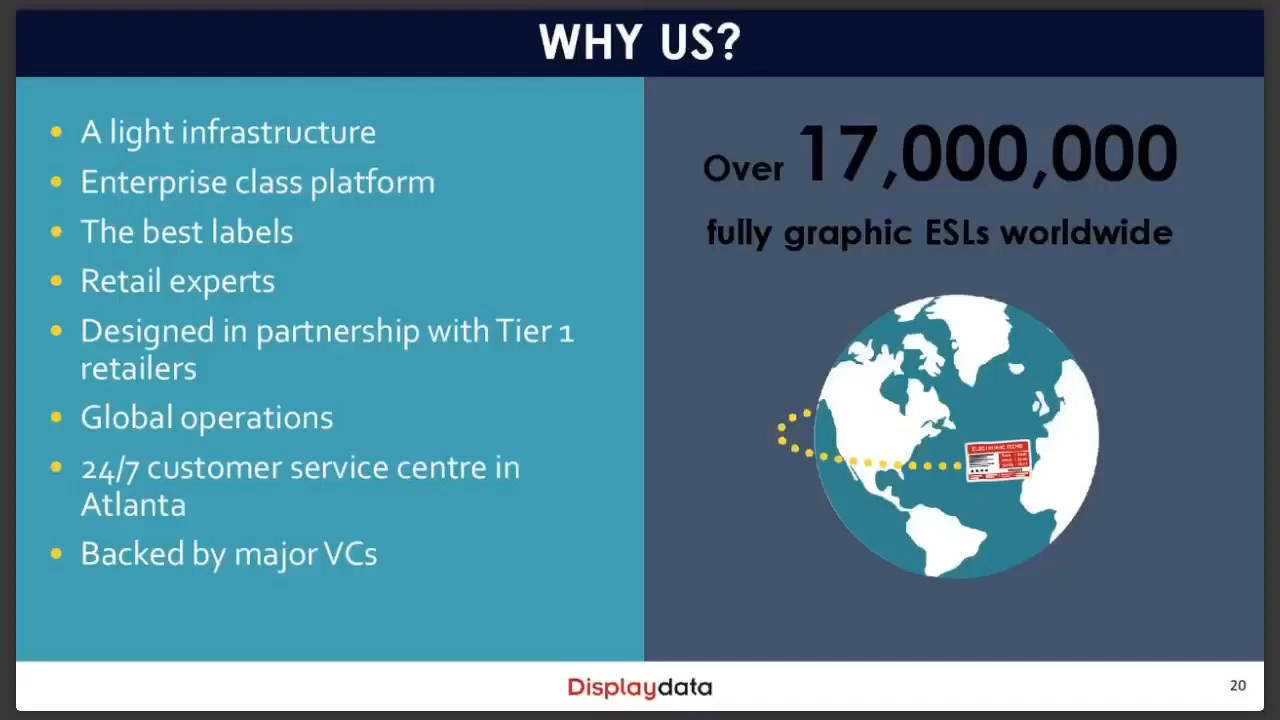 WHY US?
A light infrastructure
Enterprise class platform
The best labels
Retail experts
Designed in partnership with Tier 1
retailers
Global operations
24/7 customer service centre in
Atlanta
Backed by major VCs
Over 17,000,000
fully graphic ESLs worldwide
Displaydata
20